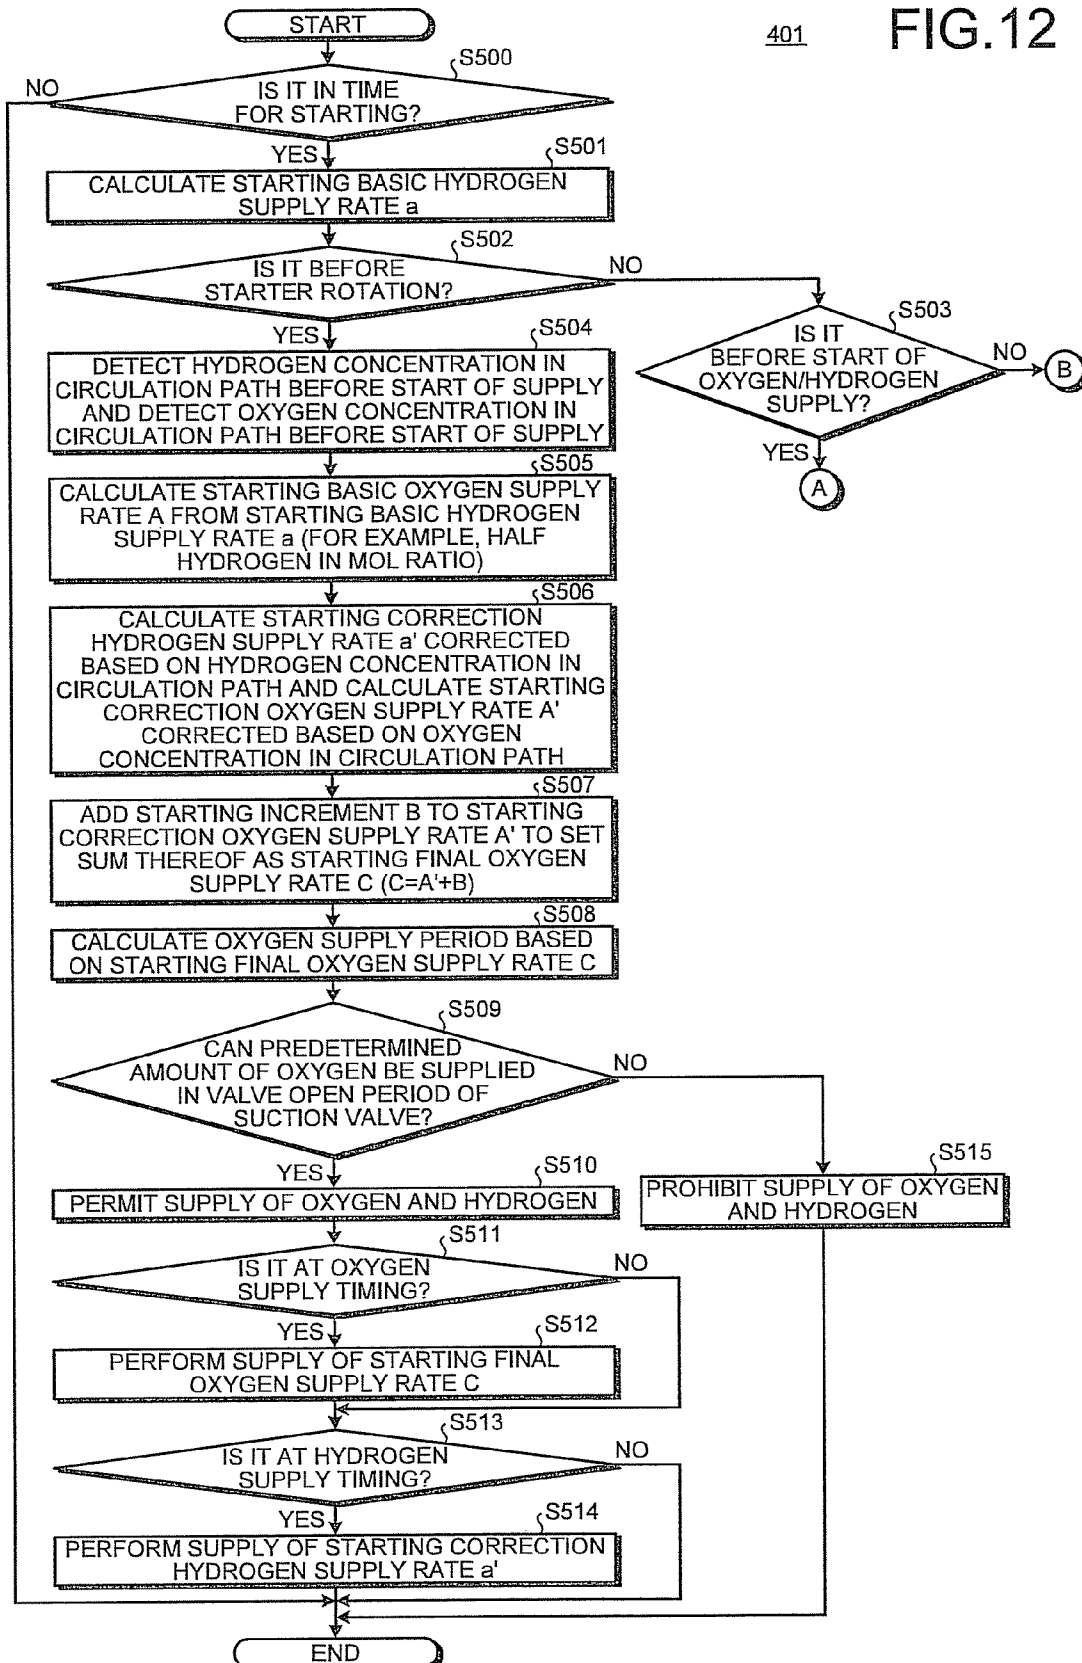 START
401
FIG.12
S500
NO
IS IT IN TIME
FOR STARTING?
YES
S501
CALCULATE STARTING BASIC HYDROGEN
SUPPLY RATE a
S502
IS IT BEFORE
STARTER ROTATION?
NO
YES
S503
IS IT
BEFORE START OF
OXYGEN/HYDROGEN
SUPPLY?
NO
B
YES
A
S504
DETECT HYDROGEN CONCENTRATION IN
CIRCULATION PATH BEFORE START OF SUPPLY
AND DETECT OXYGEN CONCENTRATION IN
CIRCULATION PATH BEFORE START OF SUPPLY
S505
CALCULATE STARTING BASIC OXYGEN SUPPLY
RATE A FROM STARTING BASIC HYDROGEN
SUPPLY RATE a (FOR EXAMPLE, HALF
HYDROGEN IN MOL RATIO)
S506
CALCULATE STARTING CORRECTION
HYDROGEN SUPPLY RATE a' CORRECTED
BASED ON HYDROGEN CONCENTRATION IN
CIRCULATION PATH AND CALCULATE STARTING
CORRECTION OXYGEN SUPPLY RATE A'
CORRECTED BASED ON OXYGEN
CONCENTRATION IN CIRCULATION PATH
S507
ADD STARTING INCREMENT B TO STARTING
CORRECTION OXYGEN SUPPLY RATE A' TO SET
SUM THEREOF AS STARTING FINAL OXYGEN
SUPPLY RATE C (C=A'+B)
S508
CALCULATE OXYGEN SUPPLY PERIOD BASED
ON STARTING FINAL OXYGEN SUPPLY RATE C
S509
CAN PREDETERMINED
AMOUNT OF OXYGEN BE SUPPLIED
IN VALVE OPEN PERIOD OF
SUCTION VALVE?
NO
YES
S510
PERMIT SUPPLY OF OXYGEN AND HYDROGEN
S515
PROHIBIT SUPPLY OF OXYGEN
AND HYDROGEN
S511
IS IT AT OXYGEN
SUPPLY TIMING?
NO
YES
S512
PERFORM SUPPLY OF STARTING FINAL
OXYGEN SUPPLY RATE C
S513
IS IT AT HYDROGEN
SUPPLY TIMING?
NO
YES
S514
PERFORM SUPPLY OF STARTING CORRECTION
HYDROGEN SUPPLY RATE a'
END